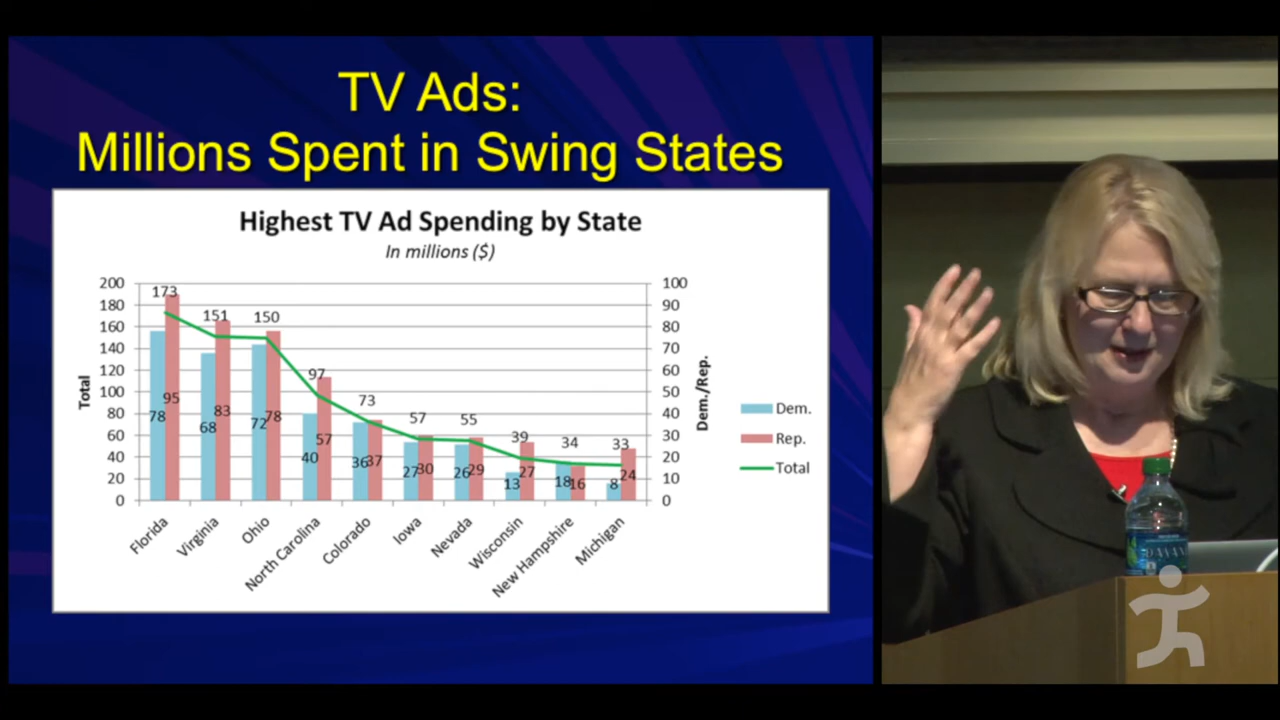 TV Ads:
Millions Spent in Swing States
Highest TV Ad Spending by State
In millions ($)
200
180
160
140
120
100
80
60
40
20
0
Total
173
151
150
97
73
57
55
39
34
33
78
95
68
83
72
78
40
57
36
37
27
30
26
29
13
27
18
16
8
24
100
90
80
70
60
50
40
30
20
10
0
Dem./Rep.
Dem.
Rep.
Total
Florida
Virginia
Ohio
North Carolina
Colorado
Iowa
Nevada
Wisconsin
New Hampshire
Michigan
DASANI